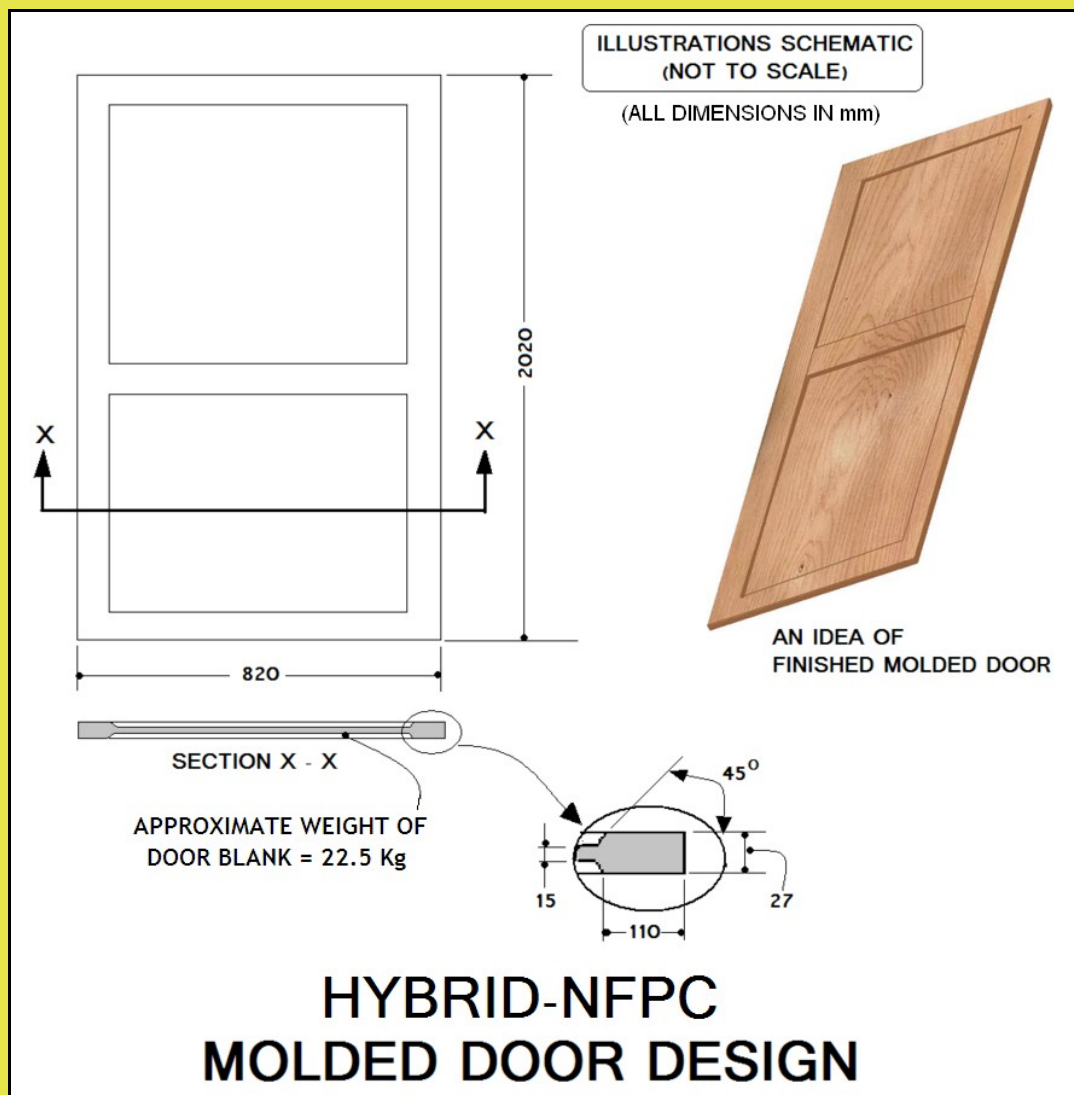 ILLUSTRATIONS SCHEMATIC
(NOT TO SCALE)
(ALL DIMENSIONS IN mm)
2020
X
X
820
AN IDEA OF
FINISHED MOLDED DOOR
SECTION X - X
45°
APPROXIMATE WEIGHT OF
DOOR BLANK = 22.5 Kg
15
27
110
HYBRID-NFPC
MOLDED DOOR DESIGN